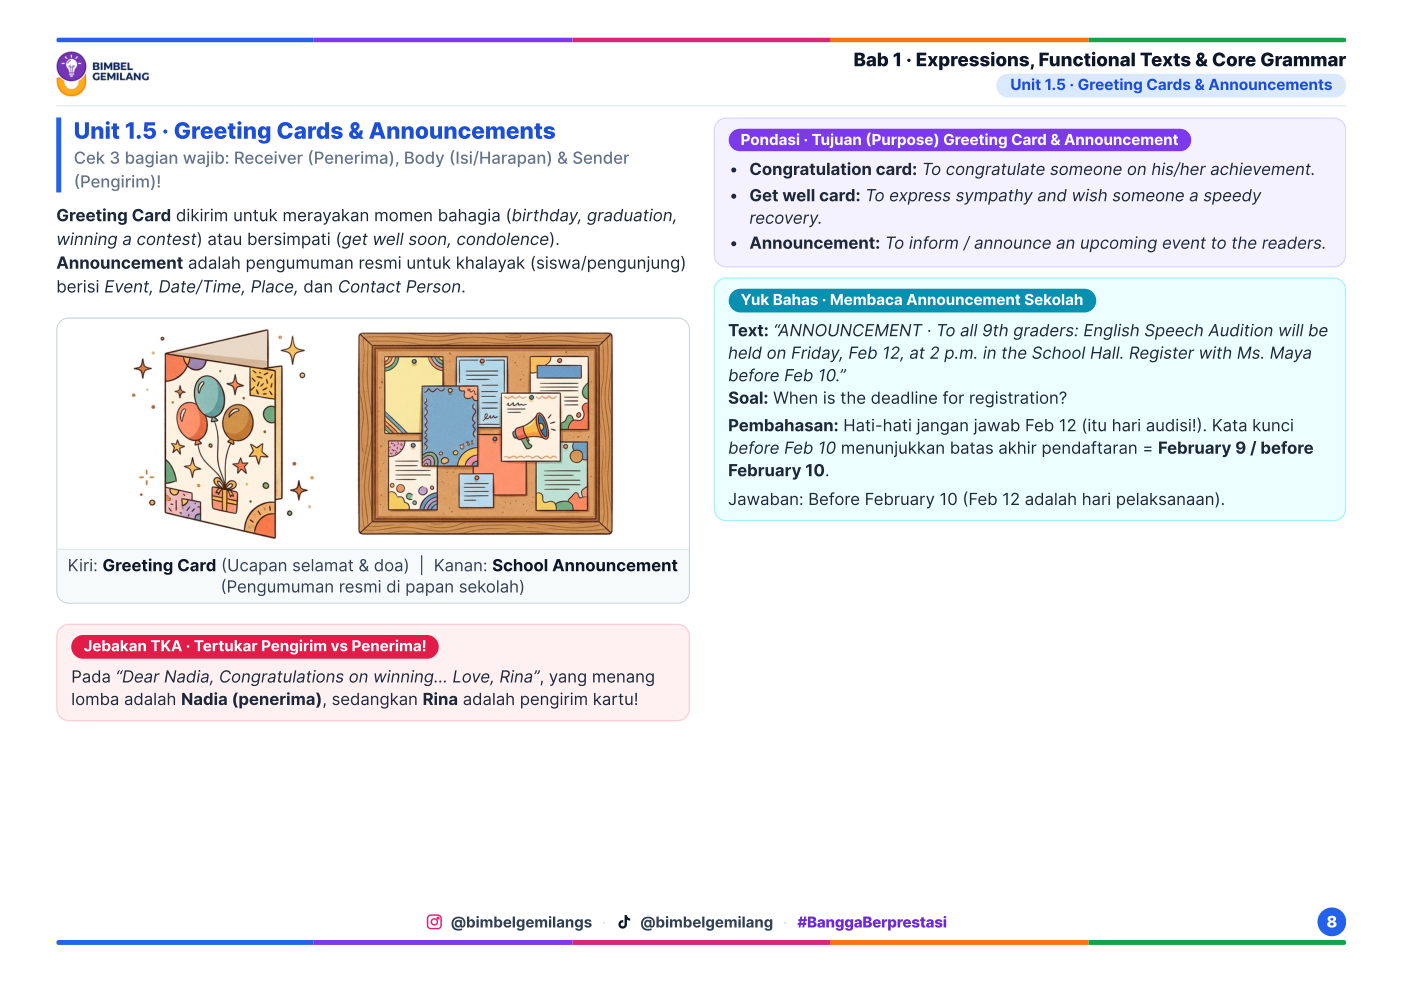 BIMBEL
GEMILANG
Bab 1 · Expressions, Functional Texts & Core Grammar
Unit 1.5 · Greeting Cards & Announcements
Unit 1.5 · Greeting Cards & Announcements
Cek 3 bagian wajib: Receiver (Penerima), Body (Isi/Harapan) & Sender
(Pengirim)!
Greeting Card dikirim untuk merayakan momen bahagia (birthday, graduation,
winning a contest) atau bersimpati (get well soon, condolence).
Announcement adalah pengumuman resmi untuk khalayak (siswa/pengunjung)
berisi Event, Date/Time, Place, dan Contact Person.
Kiri: Greeting Card (Ucapan selamat & doa) | Kanan: School Announcement
(Pengumuman resmi di papan sekolah)
Jebakan TKA · Tertukar Pengirim vs Penerima!
Pada “Dear Nadia, Congratulations on winning... Love, Rina”, yang menang
lomba adalah Nadia (penerima), sedangkan Rina adalah pengirim kartu!
Pondasi · Tujuan (Purpose) Greeting Card & Announcement
• Congratulation card: To congratulate someone on his/her achievement.
• Get well card: To express sympathy and wish someone a speedy
recovery.
• Announcement: To inform / announce an upcoming event to the readers.
Yuk Bahas · Membaca Announcement Sekolah
Text: “ANNOUNCEMENT · To all 9th graders: English Speech Audition will be
held on Friday, Feb 12, at 2 p.m. in the School Hall. Register with Ms. Maya
before Feb 10.”
Soal: When is the deadline for registration?
Pembahasan: Hati-hati jangan jawab Feb 12 (itu hari audisi!). Kata kunci
before Feb 10 menunjukkan batas akhir pendaftaran = February 9 / before
February 10.
Jawaban: Before February 10 (Feb 12 adalah hari pelaksanaan).
@bimbelgemilangs · @bimbelgemilang · #BanggaBerprestasi
8